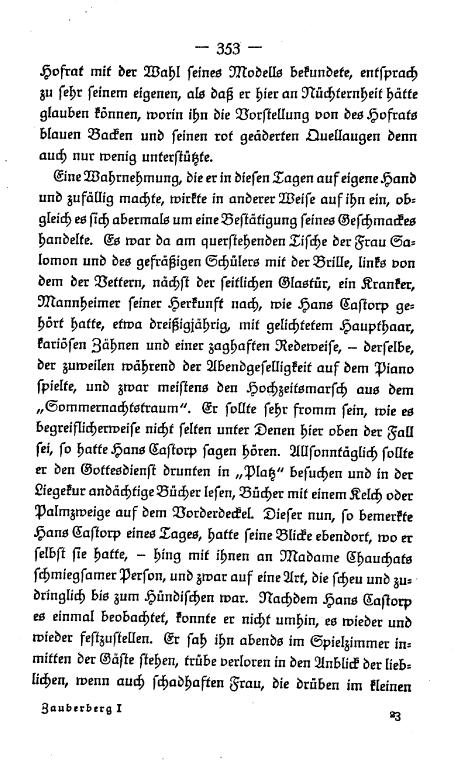 — 353 —
Hofrat mit der Wahl seines Modells bekundete, entsprach
zu sehr seinem eigenen, als daß er hier an Nüchternheit hätte
glauben können, worin ihn die Vorstellung von des Hofrats
blauen Backen und seinen rot geäderten Quellaugen denn
auch nur wenig unterstützte.
Eine Wahrnehmung, die er in diesen Tagen auf eigene Hand
und zufällig machte, wirkte in anderer Weise auf ihn ein, ob-
gleich es sich abermals um eine Bestätigung seines Geschmackes
handelte. Es war da am querstehenden Tische der Frau Sa-
lomon und des gefräßigen Schülers mit der Brille, links von
dem der Vettern, nächst der seitlichen Glastür, ein Kranker,
Mannheimer seiner Herkunft nach, wie Hans Castorp ge-
hört hatte, etwa dreißigjährig, mit gelichtetem Haupthaar,
kariösen Zähnen und einer zaghaften Redeweise, – derselbe,
der zuweilen während der Abendgeselligkeit auf dem Piano
spielte, und zwar meistens den Hochzeitsmarsch aus dem
„Sommernachtstraum“. Er sollte sehr fromm sein, wie es
begreiflicherweise nicht selten unter Denen hier oben der Fall
sei, so hatte Hans Castorp sagen hören. Allsonntäglich sollte
er den Gottesdienst drunten in „Platz“ besuchen und in der
Liegekur andächtige Bücher lesen, Bücher mit einem Kelch oder
Palmzweige auf dem Vorderdeckel. Dieser nun, so bemerkte
Hans Castorp eines Tages, hatte seine Blicke ebendort, wo er
selbst sie hatte, – hing mit ihnen an Madame Chauchats
schmiegsamer Person, und zwar auf eine Art, die scheu und zu-
dringlich bis zum Hündischen war. Nachdem Hans Castorp
es einmal beobachtet, konnte er nicht umhin, es wieder und
wieder festzustellen. Er sah ihn abends im Spielzimmer in-
mitten der Gäste stehen, trübe verloren in den Anblick der lieb-
lichen, wenn auch schadhaften Frau, die drüben im kleinen
Zauberberg I
23